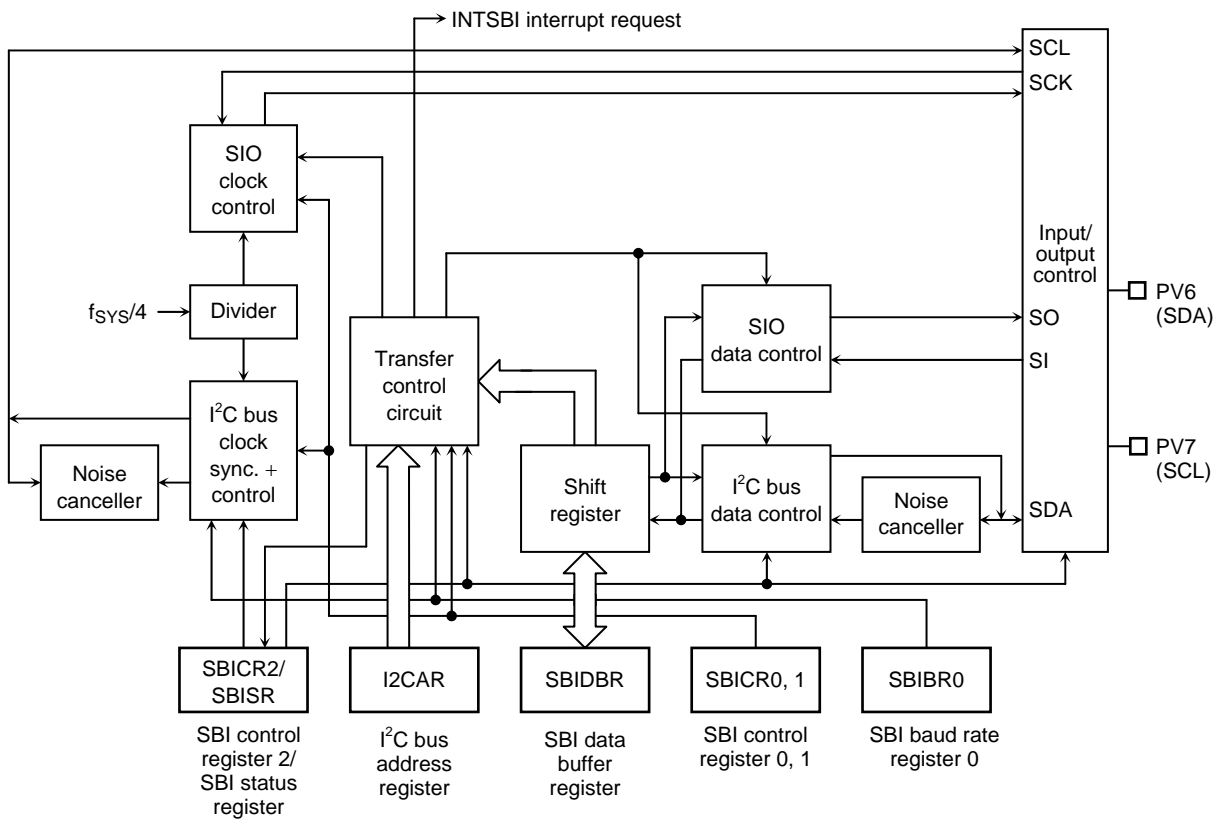 INTSBI interrupt request
SCL
SCK
SIO
clock
control
Input/
output
control
fSYS/4
Divider
PV6
(SDA)
SIO
data control
SO
SI
Transfer
control
circuit
I²C bus
clock
sync. +
control
Noise
canceller
Shift
register
I²C bus
data control
Noise
canceller
SDA
PV7
(SCL)
SBICR2/
SBISR
I2CAR
SBIDBR
SBICR0, 1
SBIBR0
SBI control
register 2/
SBI status
register
I²C bus
address
register
SBI data
buffer
register
SBI control
register 0, 1
SBI baud rate
register 0